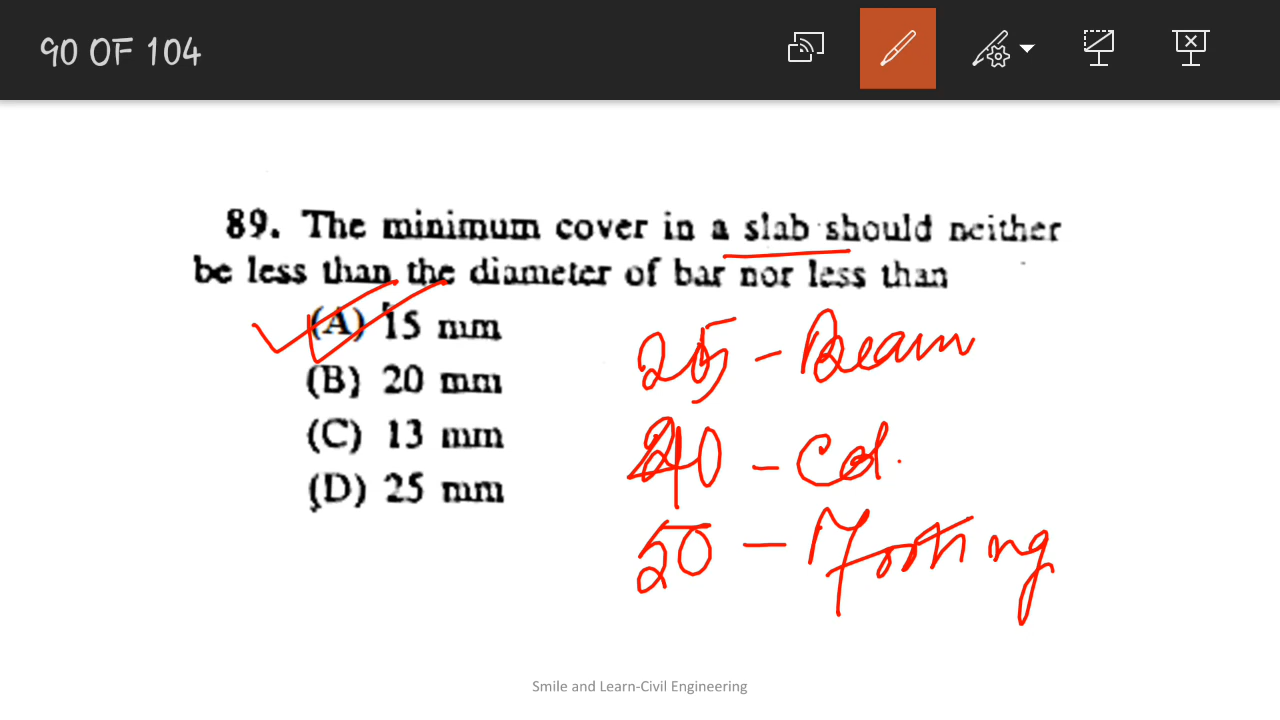 90 OF 104
89. The minimum cover in a slab should neither
be less than the diameter of bar nor less than
(A) 15 mm
(B) 20 mm
(C) 13 mm
(D) 25 mm
25 - Beam
40 - Col.
50 - Footing
Smile and Learn-Civil Engineering